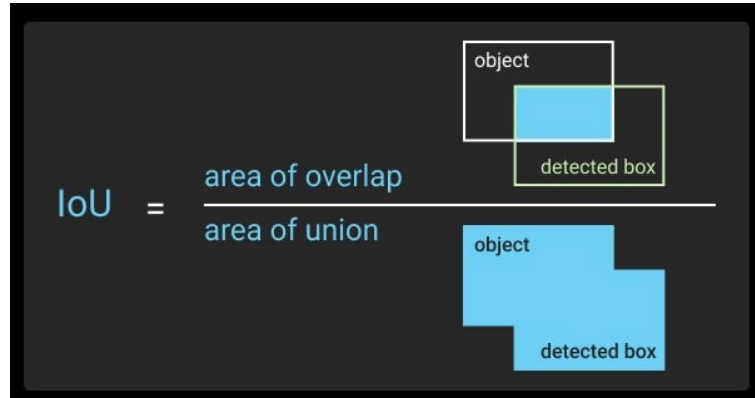 IoU =
area of overlap
area of union
object
detected box
object
detected box